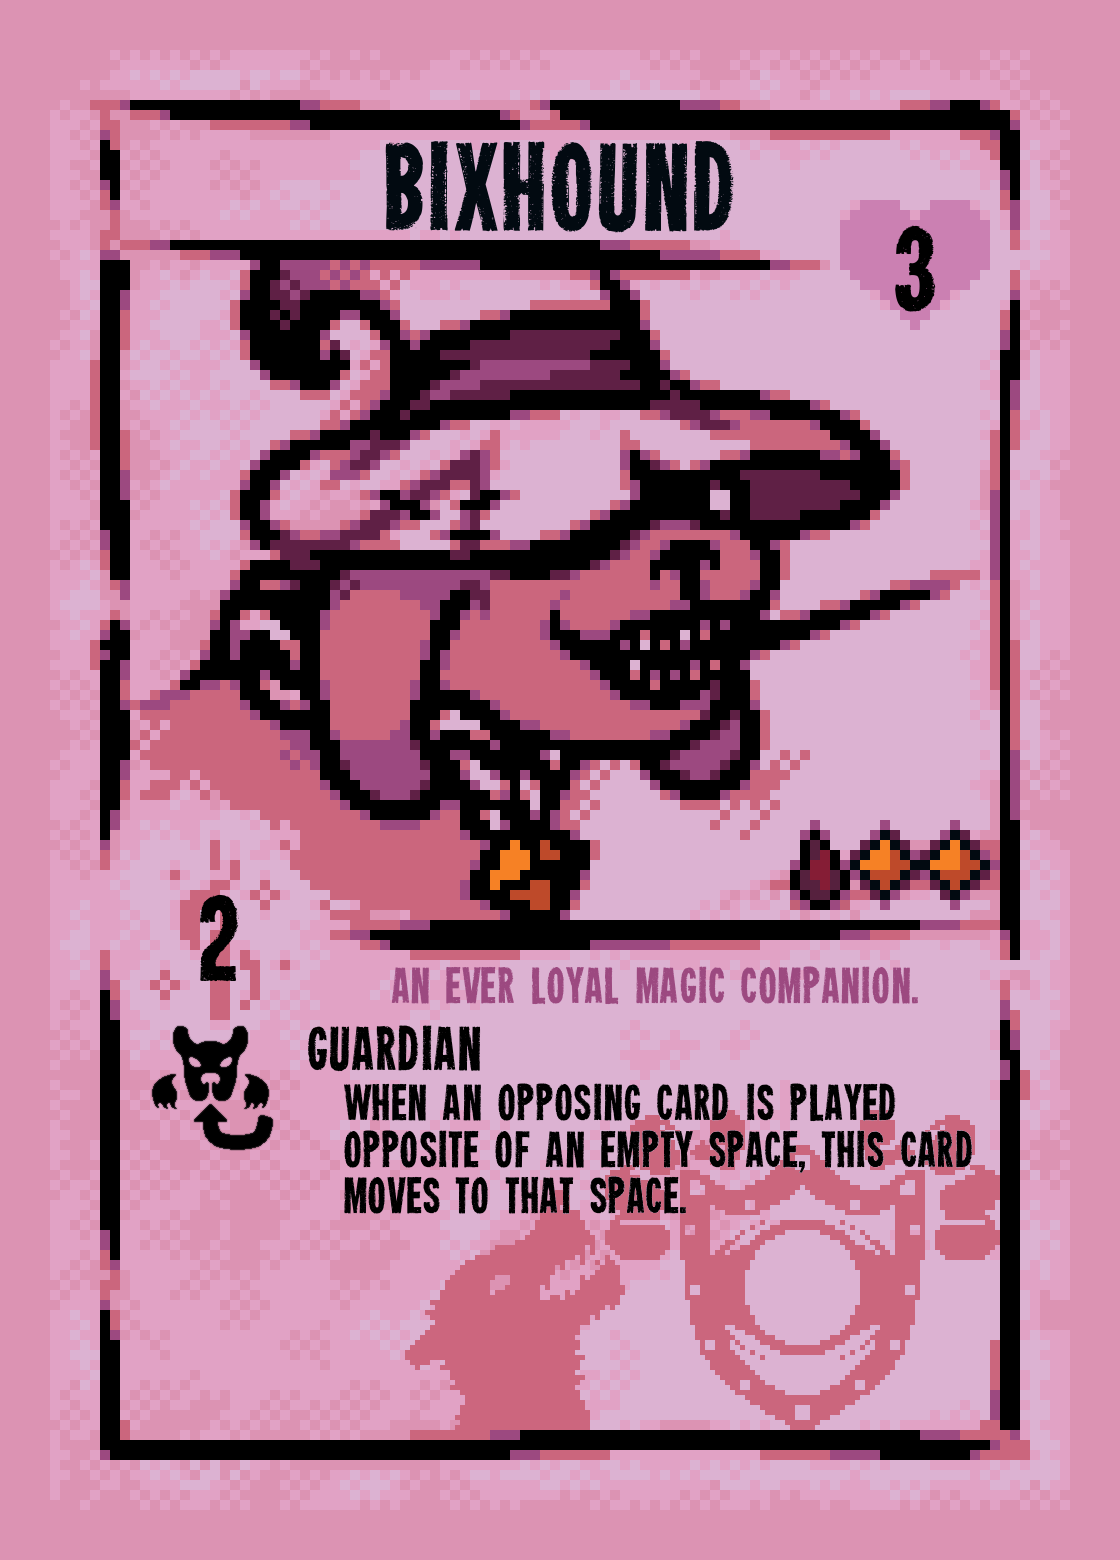 BIXHOUND
3
2
AN EVER LOYAL MAGIC COMPANION.
GUARDIAN
WHEN AN OPPOSING CARD IS PLAYED
OPPOSITE OF AN EMPTY SPACE, THIS CARD
MOVES TO THAT SPACE.